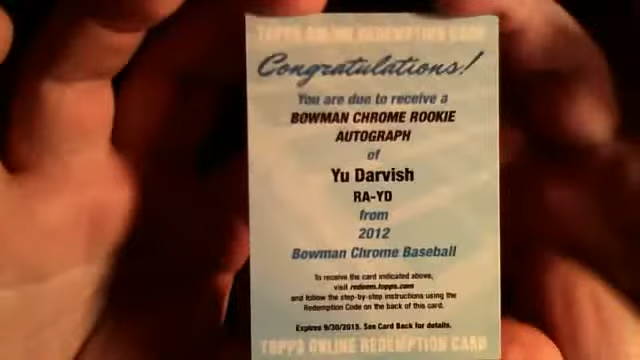 TOPPS ONLINE REDEMPTION CARD
Congratulations!
You are due to receive a
BOWMAN CHROME ROOKIE
AUTOGRAPH
of
Yu Darvish
RA-YD
from
2012
Bowman Chrome Baseball
To receive the card indicated above,
visit redeem.topps.com
and follow the step-by-step instructions using the
Redemption Code on the back of this card.
Expires 9/30/2015. See Card Back for details.
TOPPS ONLINE REDEMPTION CARD